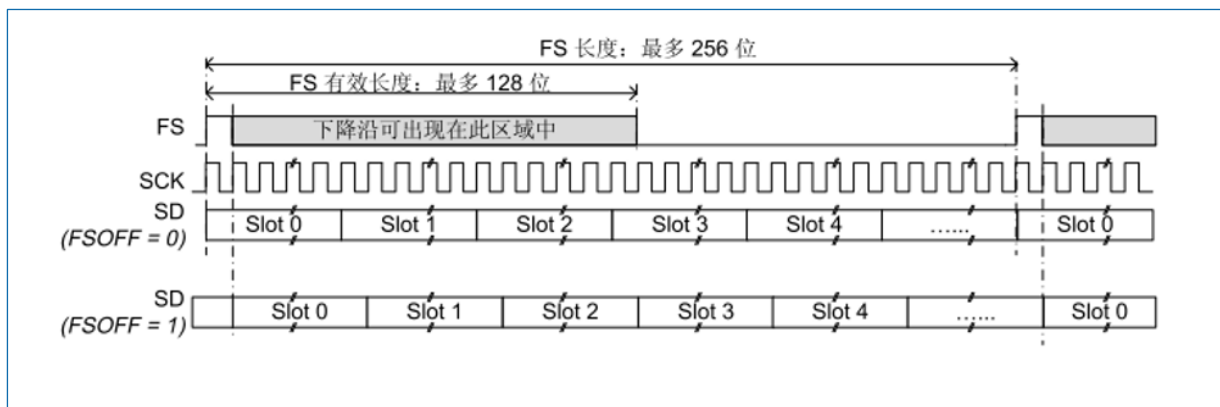 FS 长度：最多 256 位
FS 有效长度：最多 128 位
FS
下降沿可出现在此区域中
SCK
SD
(FSOFF = 0)
Slot 0
Slot 1
Slot 2
Slot 3
Slot 4
......
Slot 0
SD
(FSOFF = 1)
Slot 0
Slot 1
Slot 2
Slot 3
Slot 4
......
Slot 0